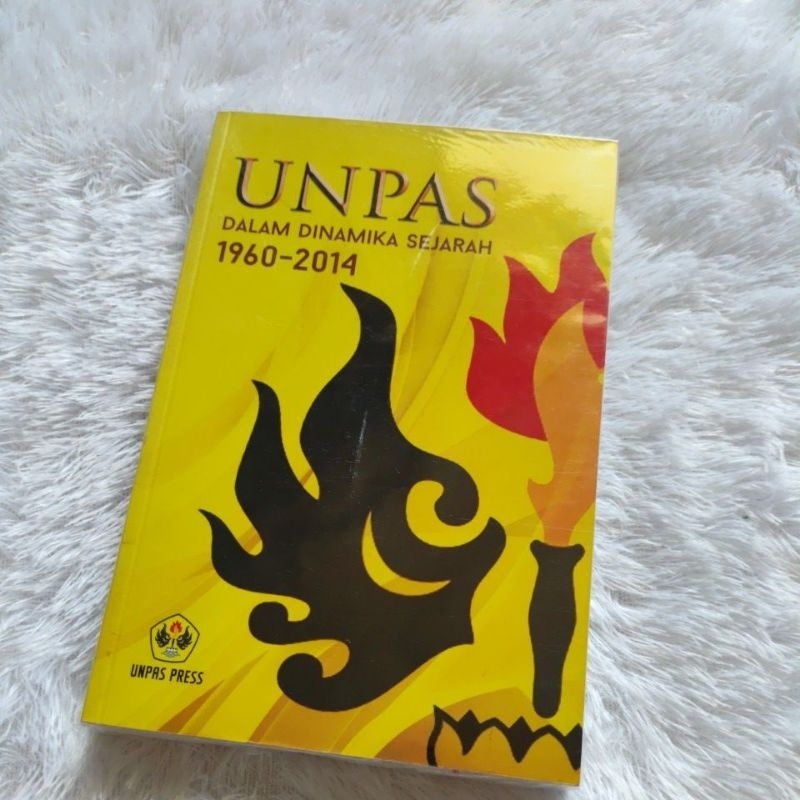 UNPAS
DALAM DINAMIKA SEJARAH
1960-2014
UNPAS PRESS